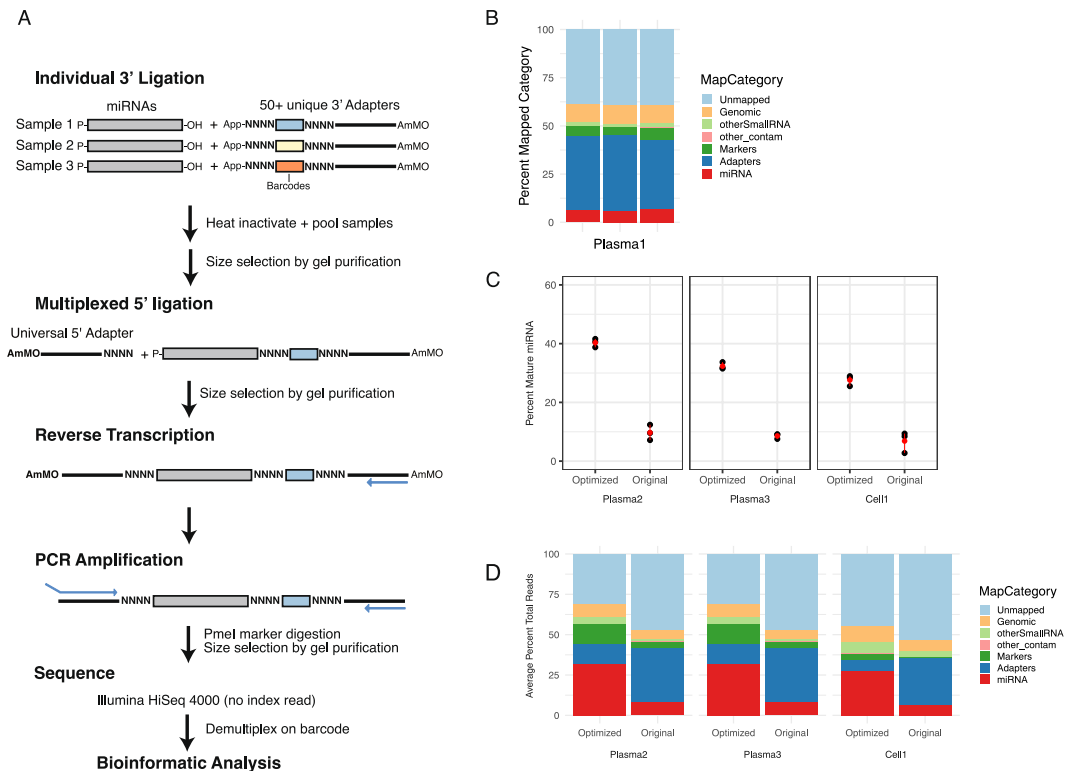 A
Individual 3' Ligation
miRNAs
50+ unique 3' Adapters
Sample 1 P- -OH + App-NNNN NNNN AmMO
Sample 2 P- -OH + App-NNNN NNNN
Sample 3 P- -OH + App-NNNN NNNN
Barcodes
Heat inactivate + pool samples
Size selection by gel purification
Multiplexed 5' ligation
Universal 5' Adapter
AmMO NNNN + P- NNNN NNNN AmMO
Size selection by gel purification
Reverse Transcription
AmMO NNNN NNNN NNNN AmMO
PCR Amplification
NNNN NNNN NNNN
PmeI marker digestion
Size selection by gel purification
Sequence
Illumina HiSeq 4000 (no index read)
Demultiplex on barcode
Bioinformatic Analysis
B
Percent Mapped Category
100
75
50
25
0
Plasma1
MapCategory
Unmapped
Genomic
otherSmallRNA
other_contam
Markers
Adapters
miRNA
C
Percent Mature miRNA
60
40
20
0
Optimized Original Optimized Original Optimized Original
Plasma2 Plasma3 Cell1
D
Average Percent Total Reads
100
75
50
25
0
Optimized Original Optimized Original Optimized Original
Plasma2 Plasma3 Cell1
MapCategory
Unmapped
Genomic
otherSmallRNA
other_contam
Markers
Adapters
miRNA